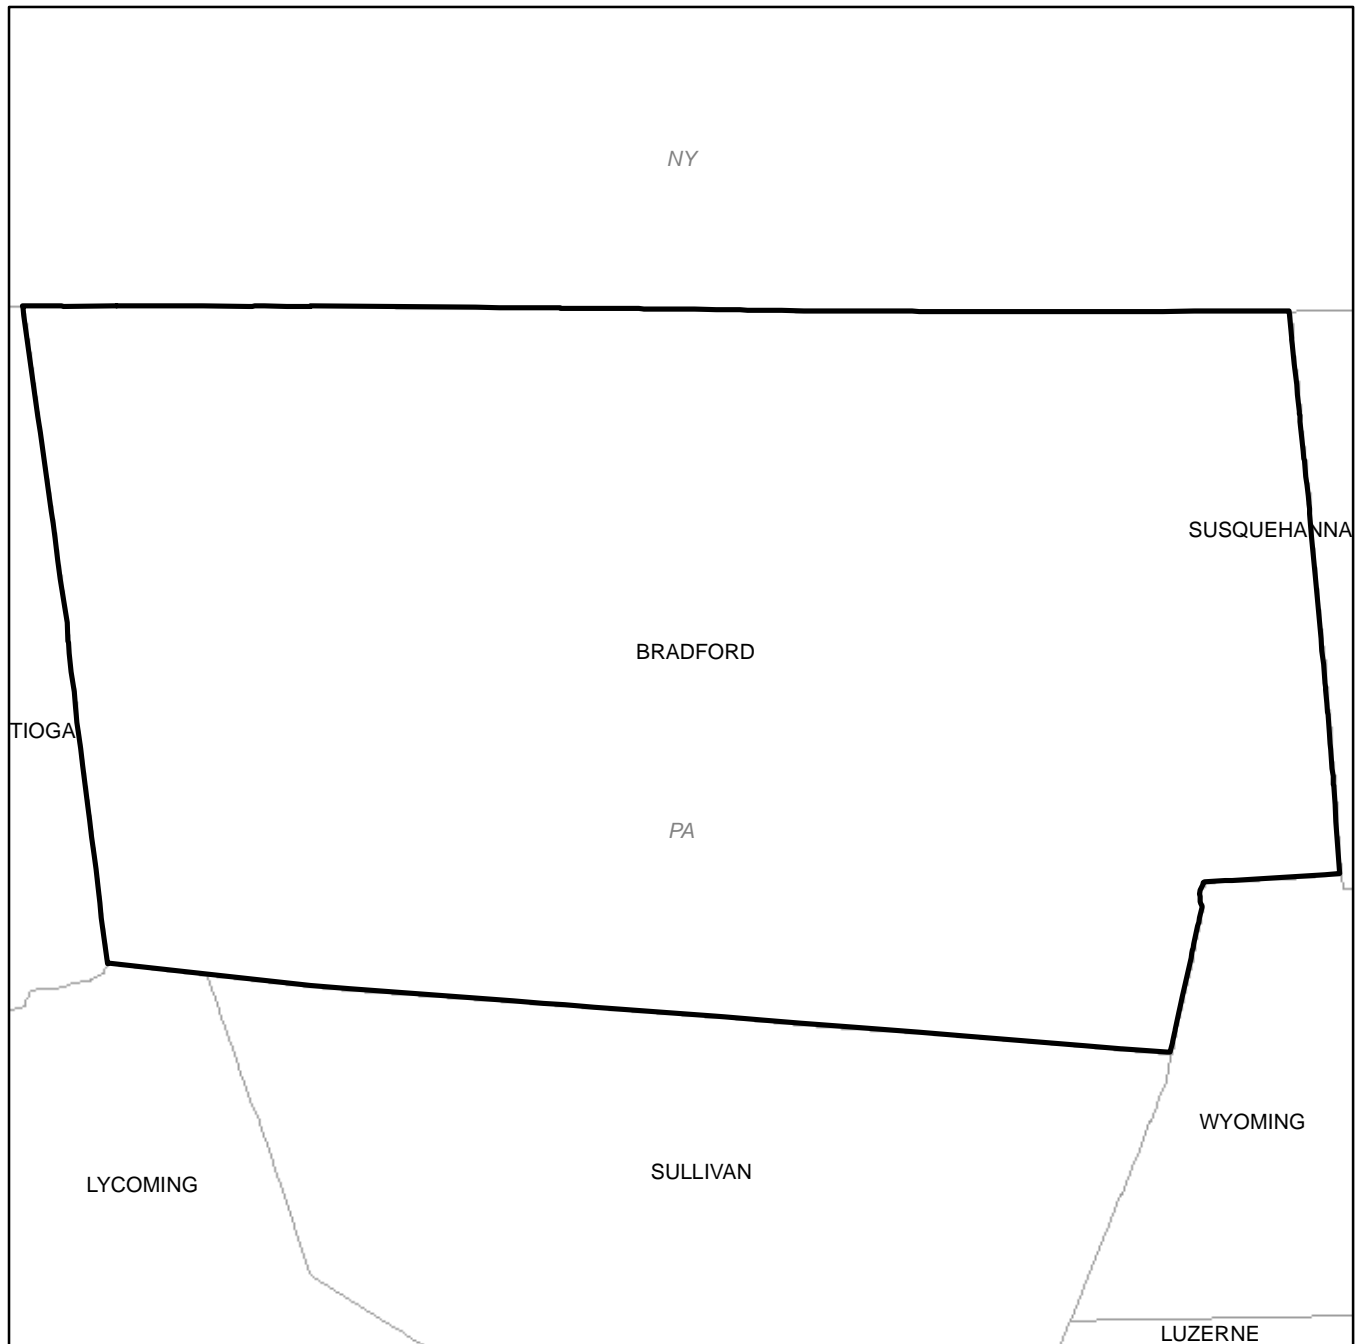 NY
SUSQUEHANNA
BRADFORD
TIOGA
PA
WYOMING
SULLIVAN
LYCOMING
LUZERNE